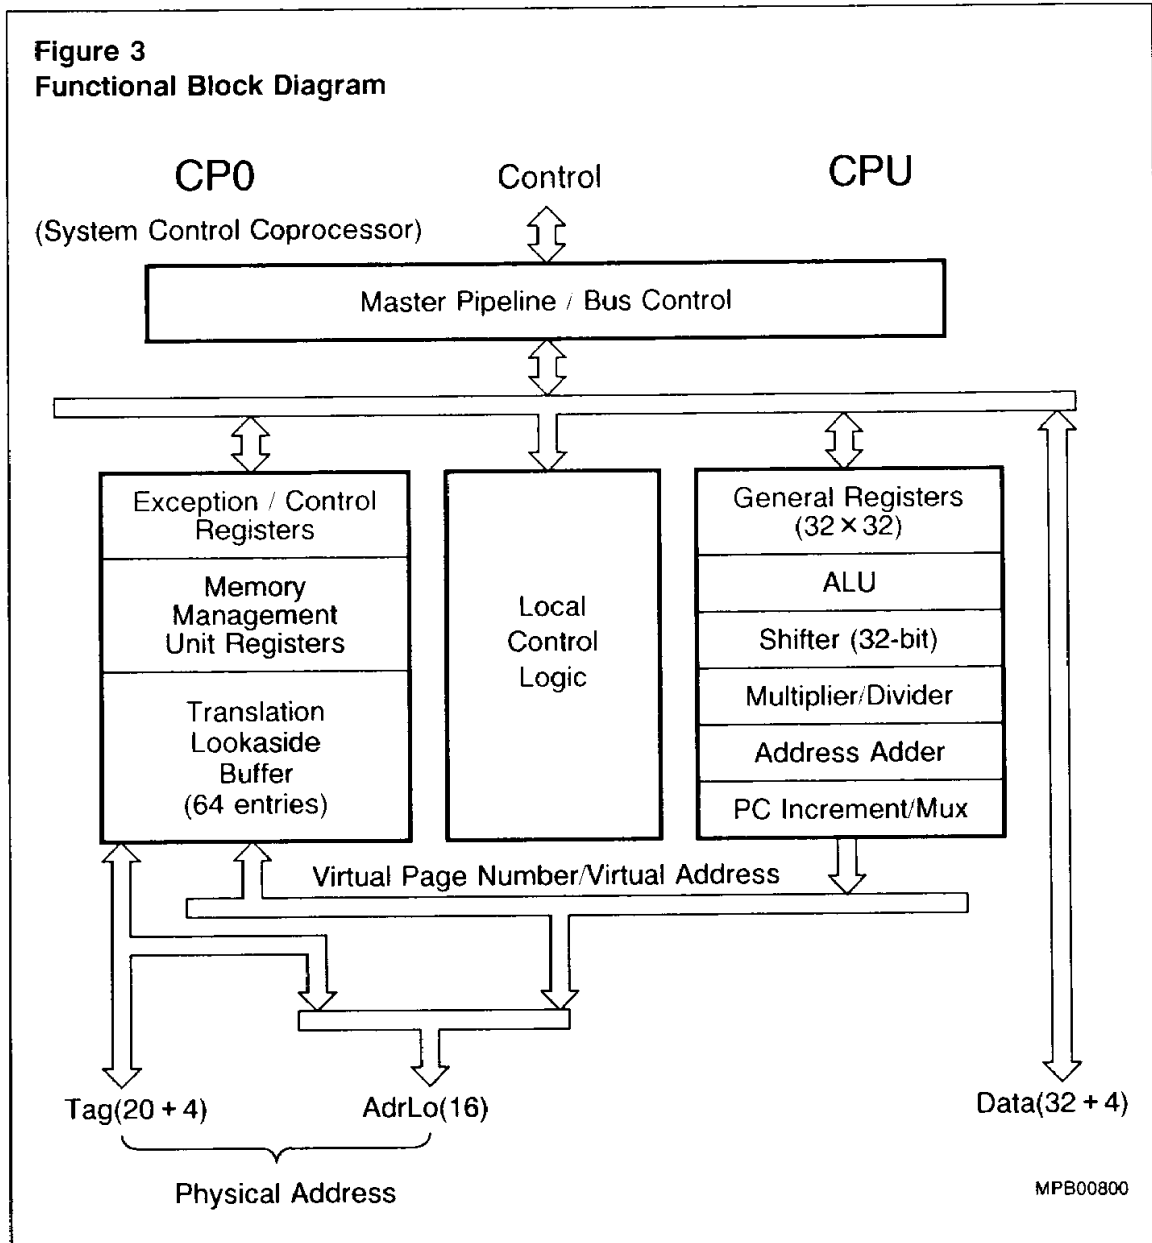 Figure 3
Functional Block Diagram
CP0
Control
CPU
(System Control Coprocessor)
Master Pipeline / Bus Control
Exception / Control
Registers
Memory
Management
Unit Registers
Translation
Lookaside
Buffer
(64 entries)
Local
Control
Logic
General Registers
(32 × 32)
ALU
Shifter (32-bit)
Multiplier/Divider
Address Adder
PC Increment/Mux
Virtual Page Number/Virtual Address
Tag(20 + 4)
AdrLo(16)
Data(32 + 4)
Physical Address
MPB00800